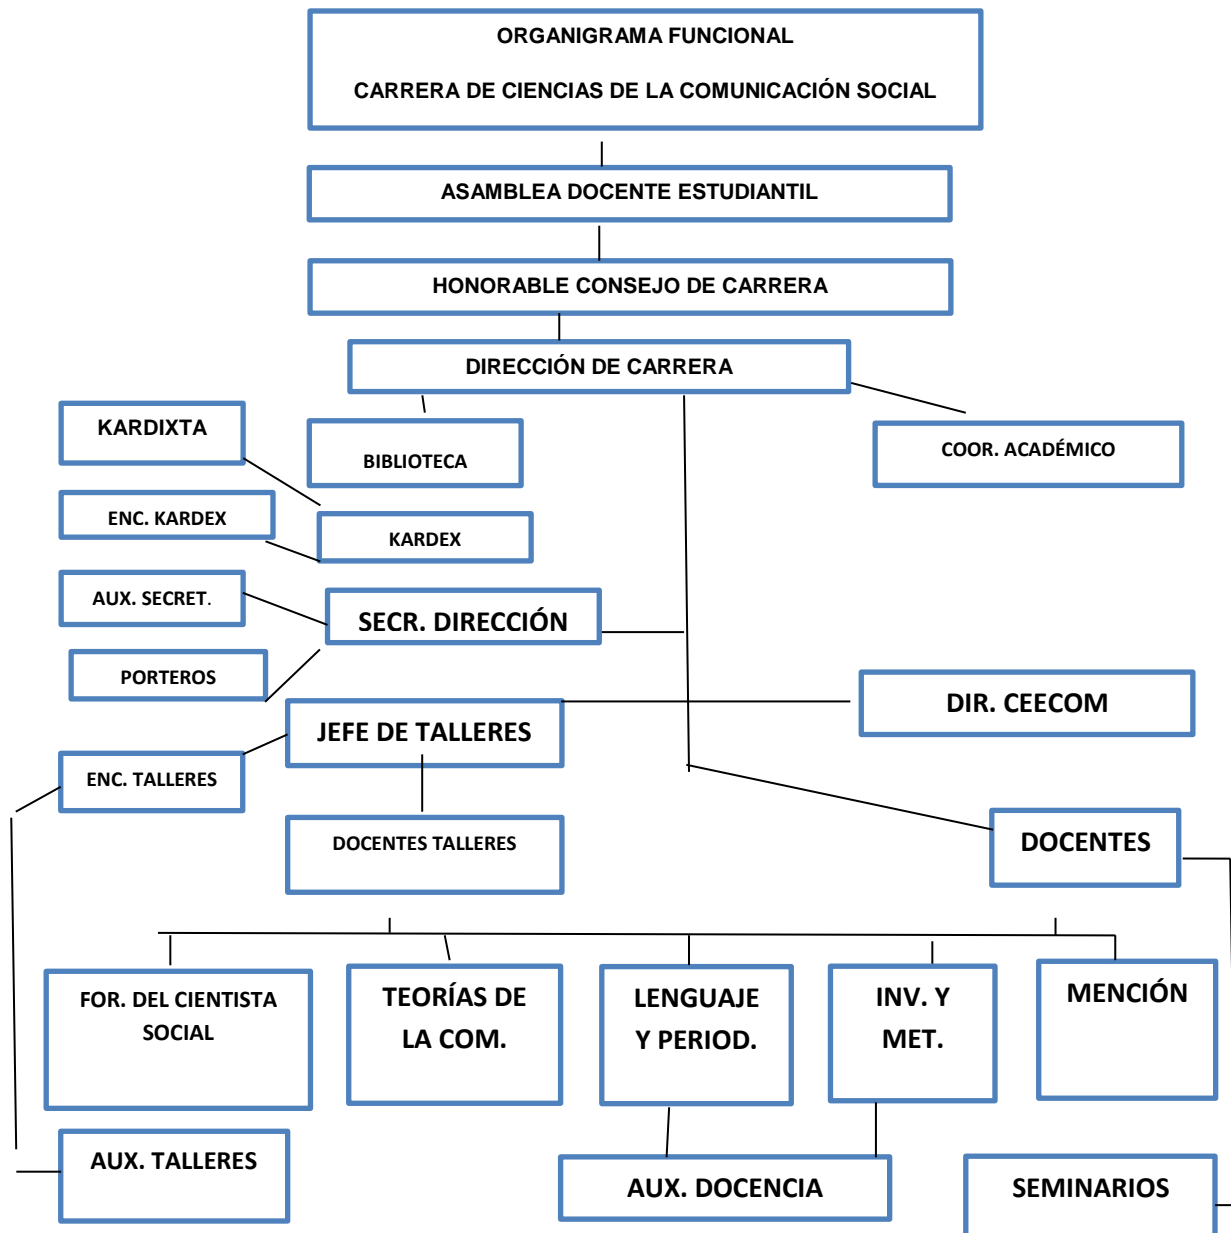 ORGANIGRAMA FUNCIONAL
CARRERA DE CIENCIAS DE LA COMUNICACIÓN SOCIAL
ASAMBLEA DOCENTE ESTUDIANTIL
HONORABLE CONSEJO DE CARRERA
DIRECCIÓN DE CARRERA
KARDIXTA
BIBLIOTECA
COOR. ACADÉMICO
ENC. KARDEX
KARDEX
AUX. SECRET.
SECR. DIRECCIÓN
PORTEROS
DIR. CEECOM
JEFE DE TALLERES
ENC. TALLERES
DOCENTES TALLERES
DOCENTES
FOR. DEL CIENTISTA
SOCIAL
TEORÍAS DE
LA COM.
LENGUAJE
Y PERIOD.
INV. Y
MET.
MENCIÓN
AUX. TALLERES
AUX. DOCENCIA
SEMINARIOS